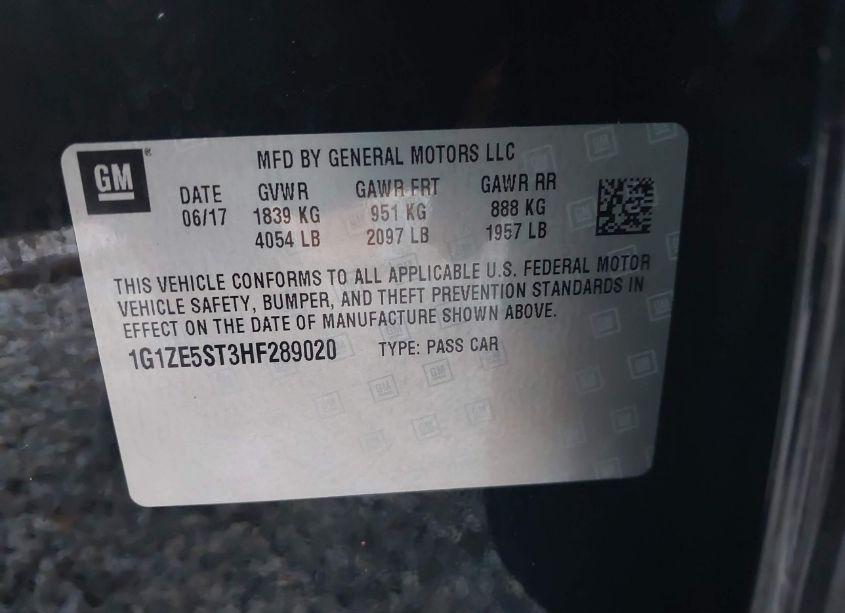 GM ®
MFD BY GENERAL MOTORS LLC
DATE GVWR GAWR FRT GAWR RR
06/17 1839 KG 951 KG 888 KG
4054 LB 2097 LB 1957 LB
THIS VEHICLE CONFORMS TO ALL APPLICABLE U.S. FEDERAL MOTOR
VEHICLE SAFETY, BUMPER, AND THEFT PREVENTION STANDARDS IN
EFFECT ON THE DATE OF MANUFACTURE SHOWN ABOVE.
1G1ZE5ST3HF289020 TYPE: PASS CAR